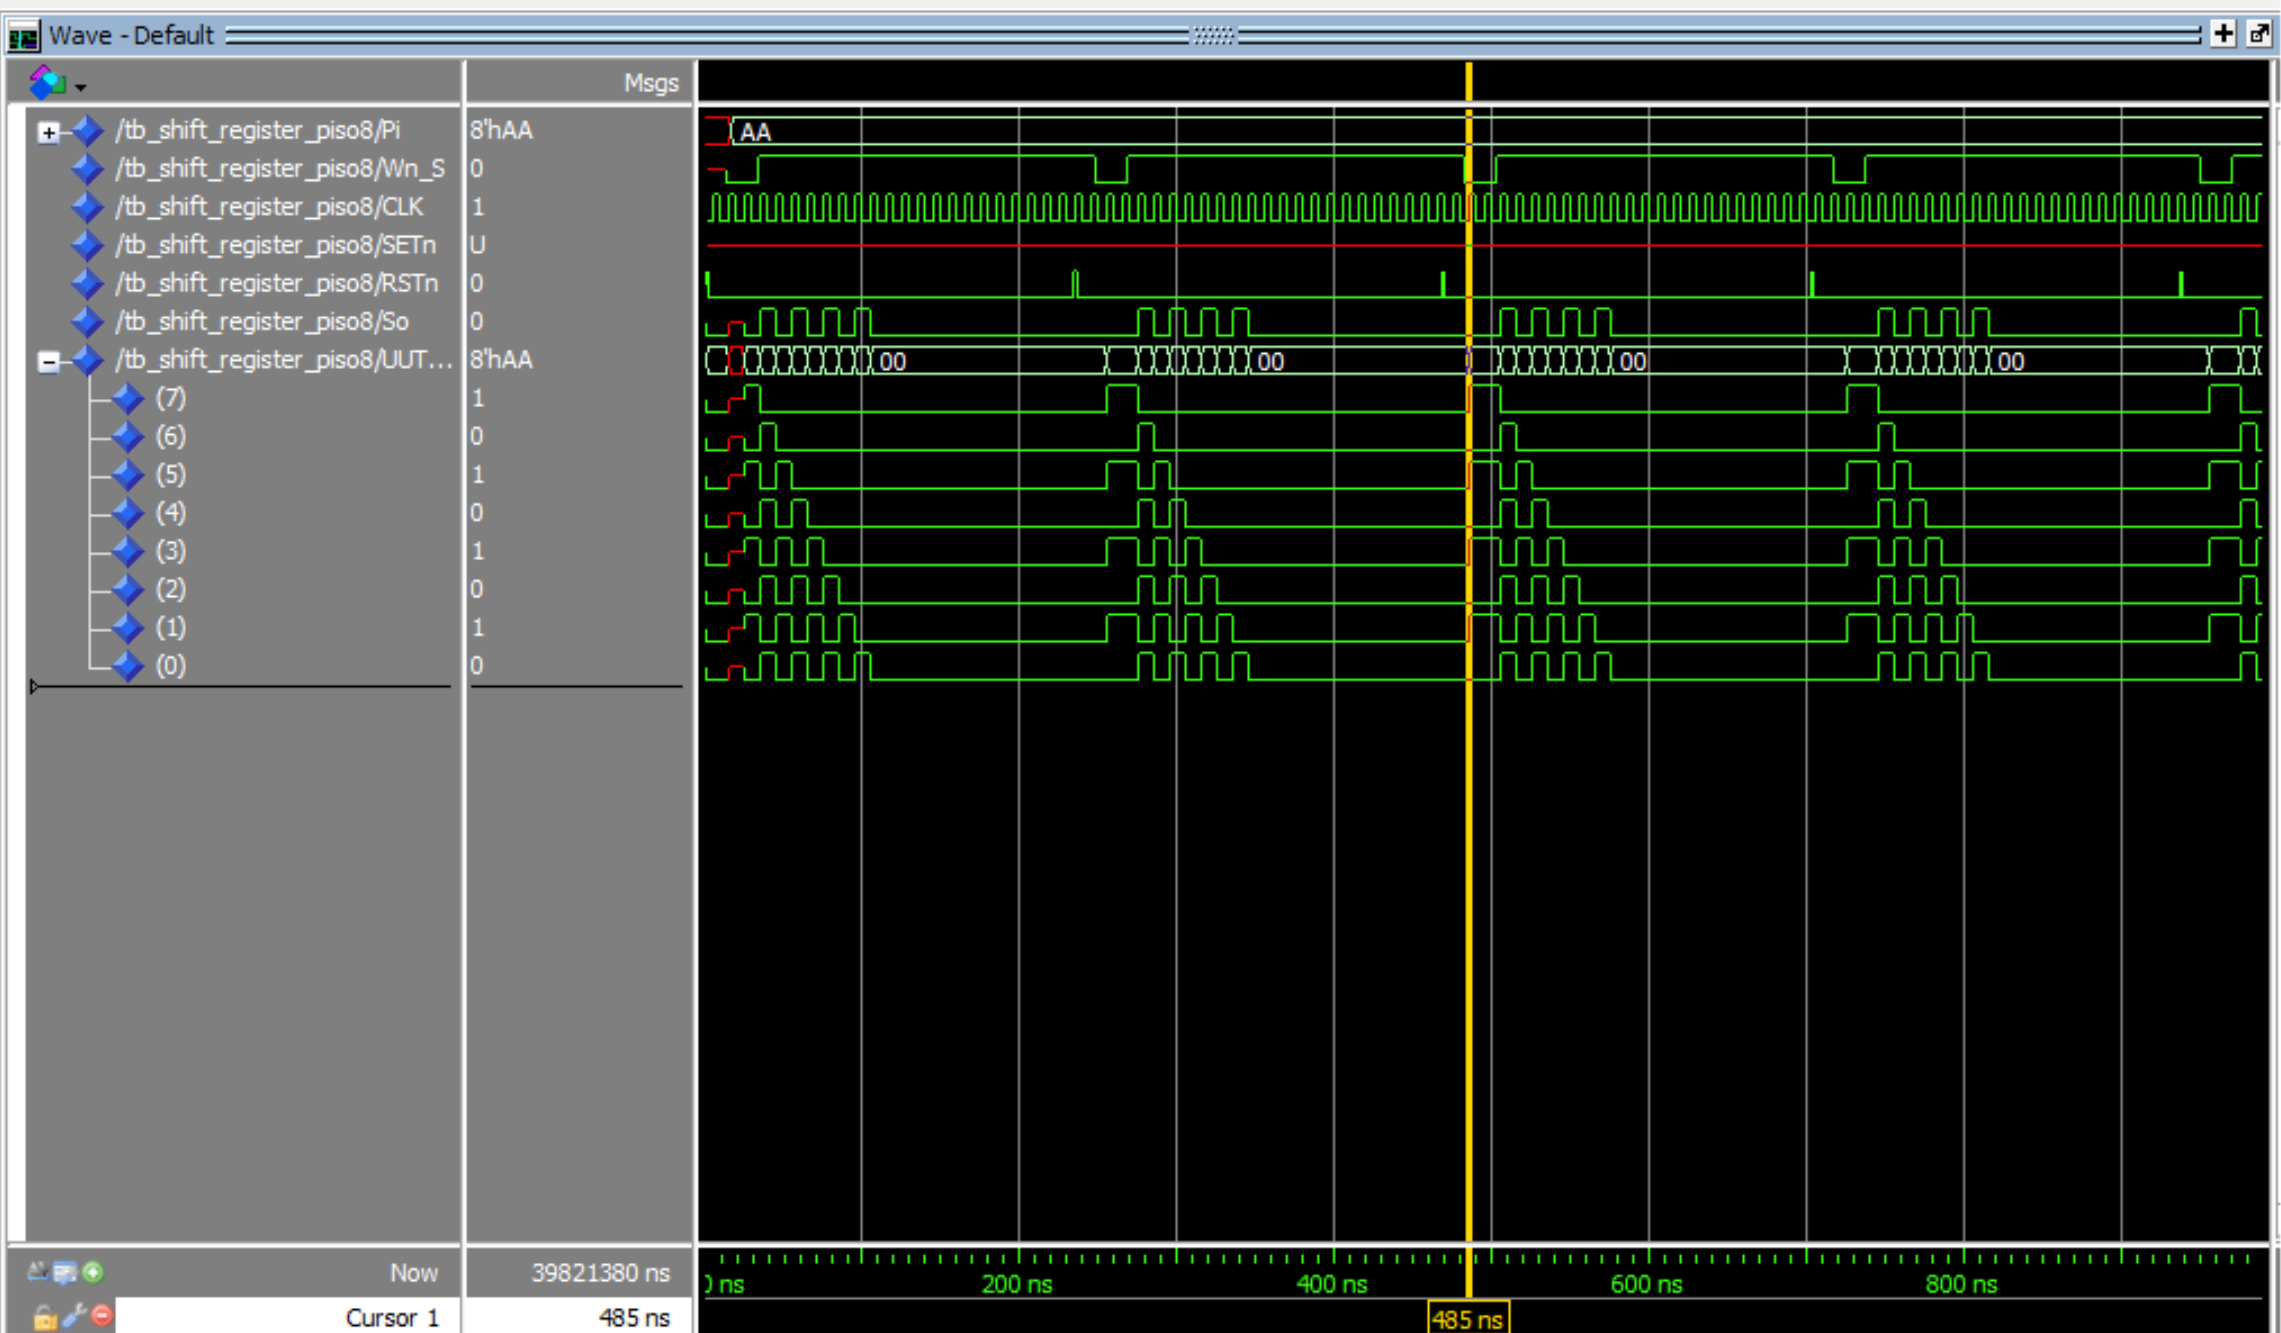 Wave - Default
Msgs
/tb_shift_register_piso8/Pi 8'hAA AA
/tb_shift_register_piso8/Wn_S 0
/tb_shift_register_piso8/CLK 1
/tb_shift_register_piso8/SETn U
/tb_shift_register_piso8/RSTn 0
/tb_shift_register_piso8/So 0
/tb_shift_register_piso8/UUT... 8'hAA 00 00 00 00
(7) 1
(6) 0
(5) 1
(4) 0
(3) 1
(2) 0
(1) 1
(0) 0
Now 39821380 ns 0 ns 200 ns 400 ns 600 ns 800 ns
Cursor 1 485 ns 485 ns